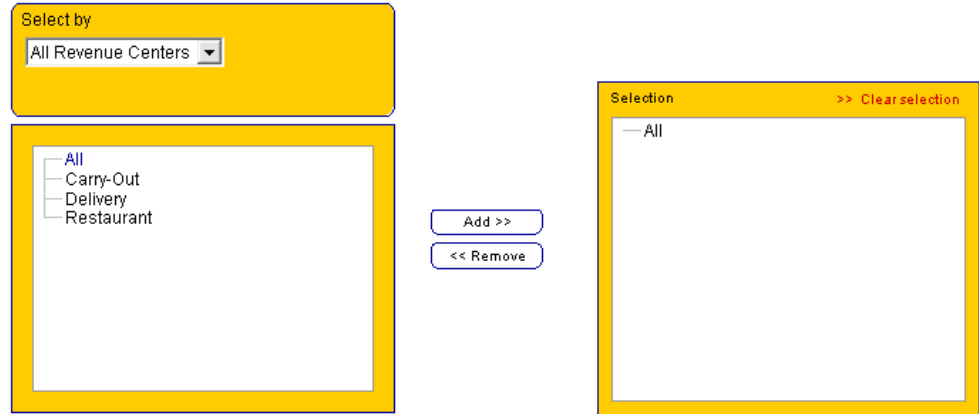 Select by
All Revenue Centers
All
Carry-Out
Delivery
Restaurant
Add >>
<< Remove
Selection >> Clear selection
All